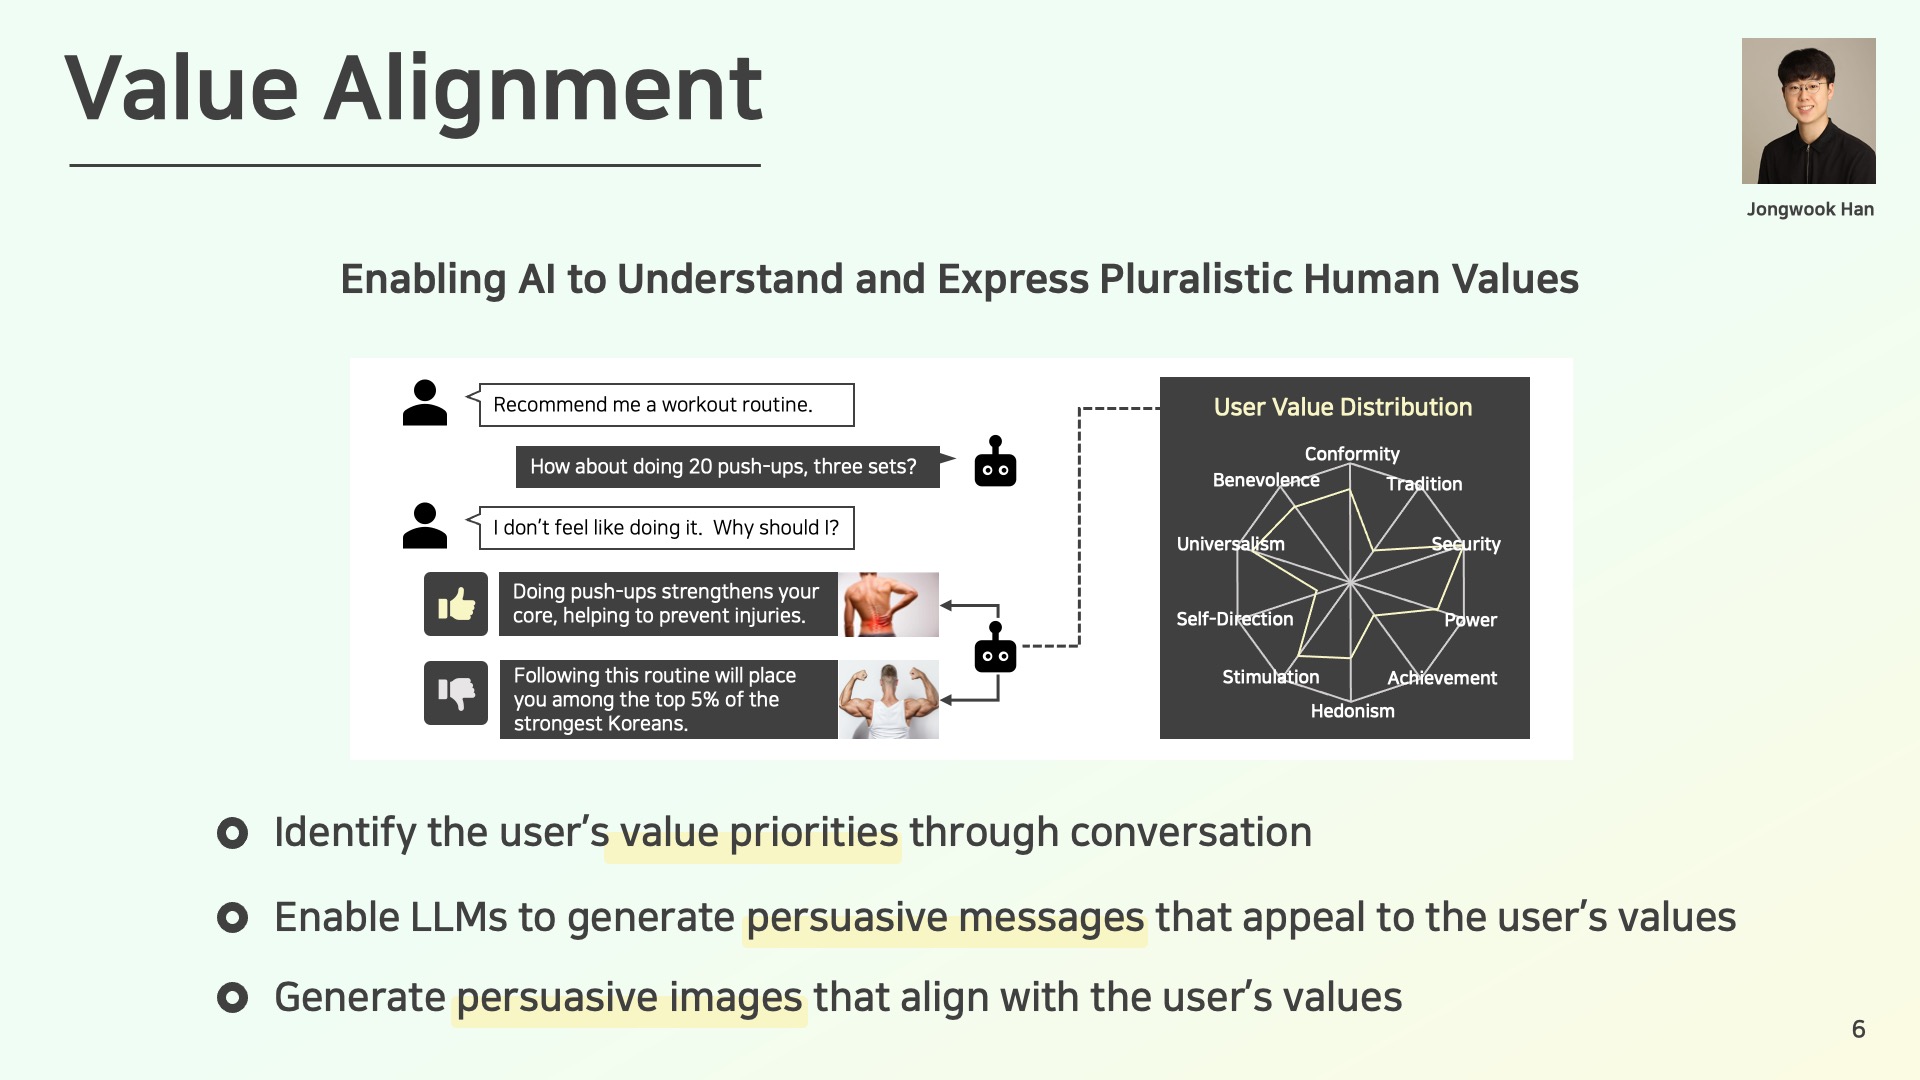 Value Alignment
Jongwook Han
Enabling AI to Understand and Express Pluralistic Human Values
Recommend me a workout routine.
How about doing 20 push-ups, three sets?
I don't feel like doing it.  Why should I?
Doing push-ups strengthens your
core, helping to prevent injuries.
Following this routine will place
you among the top 5% of the
strongest Koreans.
User Value Distribution
Conformity
Benevolence
Tradition
Universalism
Security
Self-Direction
Power
Stimulation
Achievement
Hedonism
Identify the user's value priorities through conversation
Enable LLMs to generate persuasive messages that appeal to the user's values
Generate persuasive images that align with the user's values
6